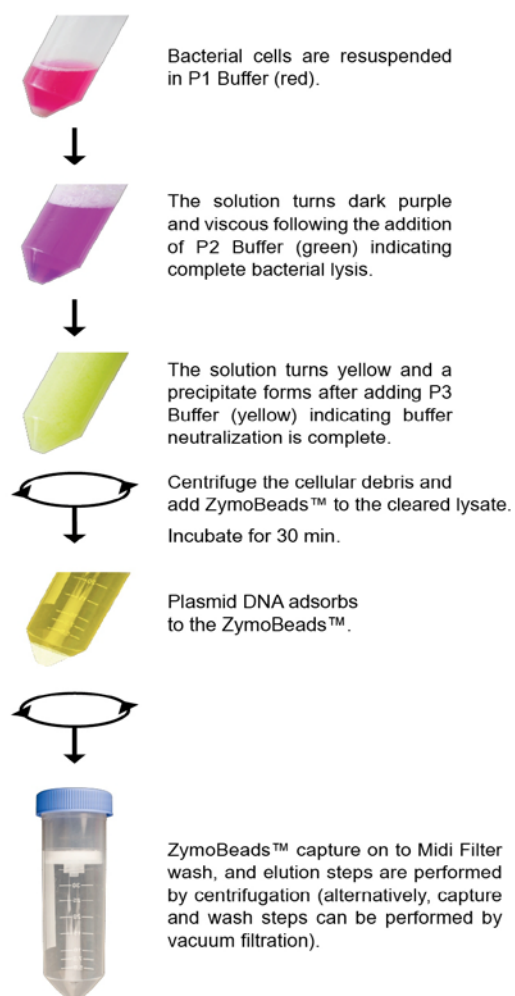 Bacterial cells are resuspended
in P1 Buffer (red).
The solution turns dark purple
and viscous following the addition
of P2 Buffer (green) indicating
complete bacterial lysis.
The solution turns yellow and a
precipitate forms after adding P3
Buffer (yellow) indicating buffer
neutralization is complete.
Centrifuge the cellular debris and
add ZymoBeads™ to the cleared lysate.
Incubate for 30 min.
Plasmid DNA adsorbs
to the ZymoBeads™.
ZymoBeads™ capture on to Midi Filter
wash, and elution steps are performed
by centrifugation (alternatively, capture
and wash steps can be performed by
vacuum filtration).